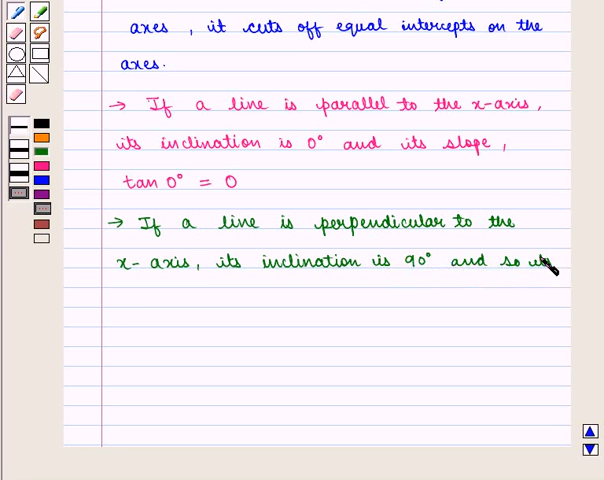 axes, it cuts off equal intercepts on the
axes.
→ If a line is parallel to the x-axis,
its inclination is 0° and its slope,
tan 0° = 0
→ If a line is perpendicular to the
x-axis, its inclination is 90° and so